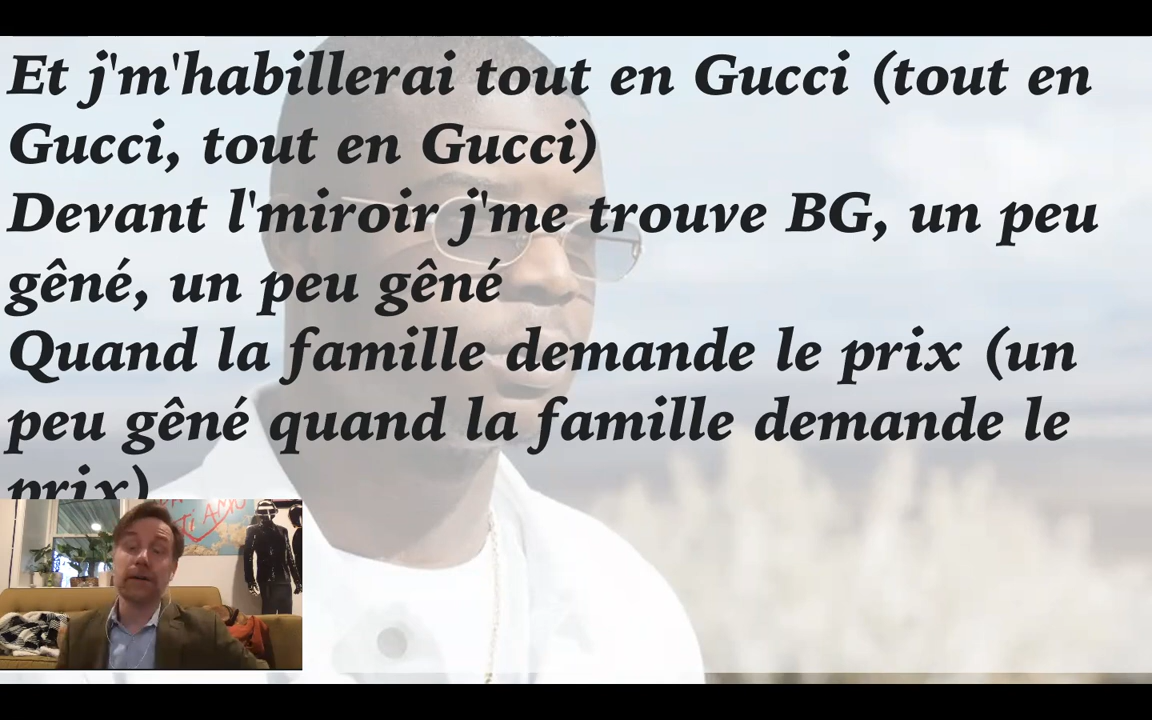 Et j'm'habillerai tout en Gucci (tout en
Gucci, tout en Gucci)
Devant l'miroir j'me trouve BG, un peu
gêné, un peu gêné
Quand la famille demande le prix (un
peu gêné quand la famille demande le
prix)